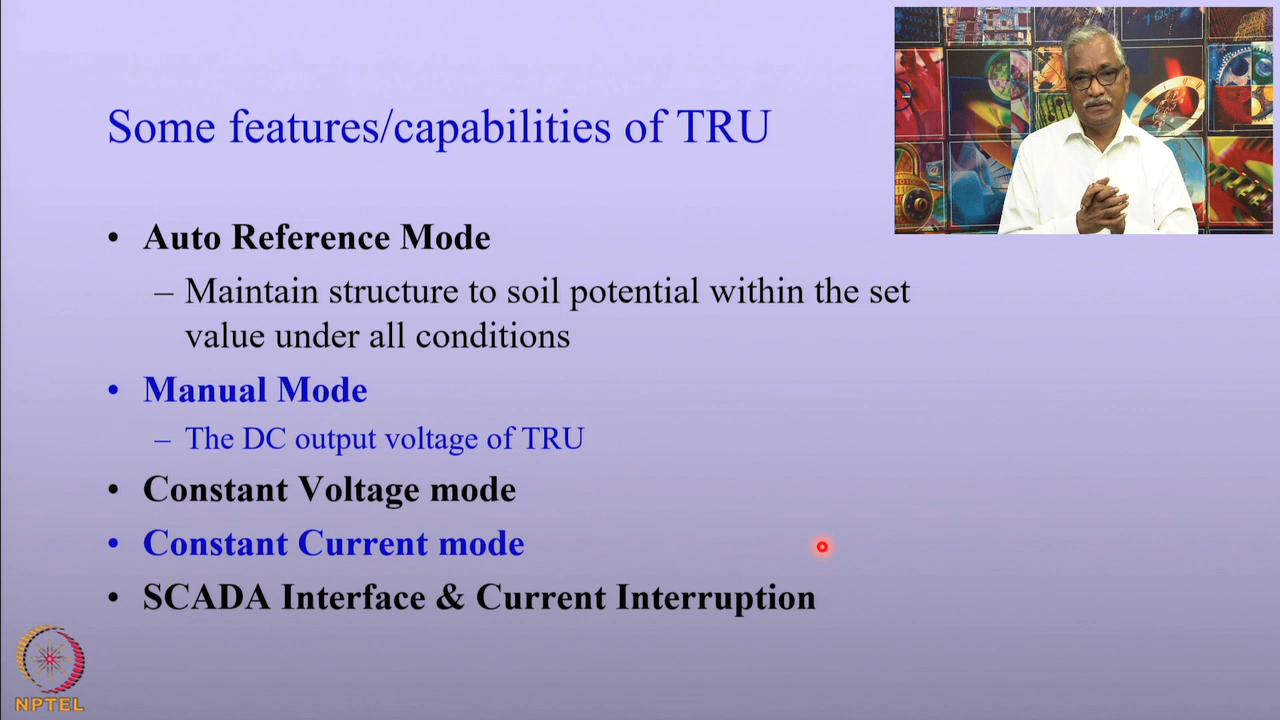 Some features/capabilities of TRU
• Auto Reference Mode
– Maintain structure to soil potential within the set
value under all conditions
• Manual Mode
– The DC output voltage of TRU
• Constant Voltage mode
• Constant Current mode
• SCADA Interface & Current Interruption
NPTEL